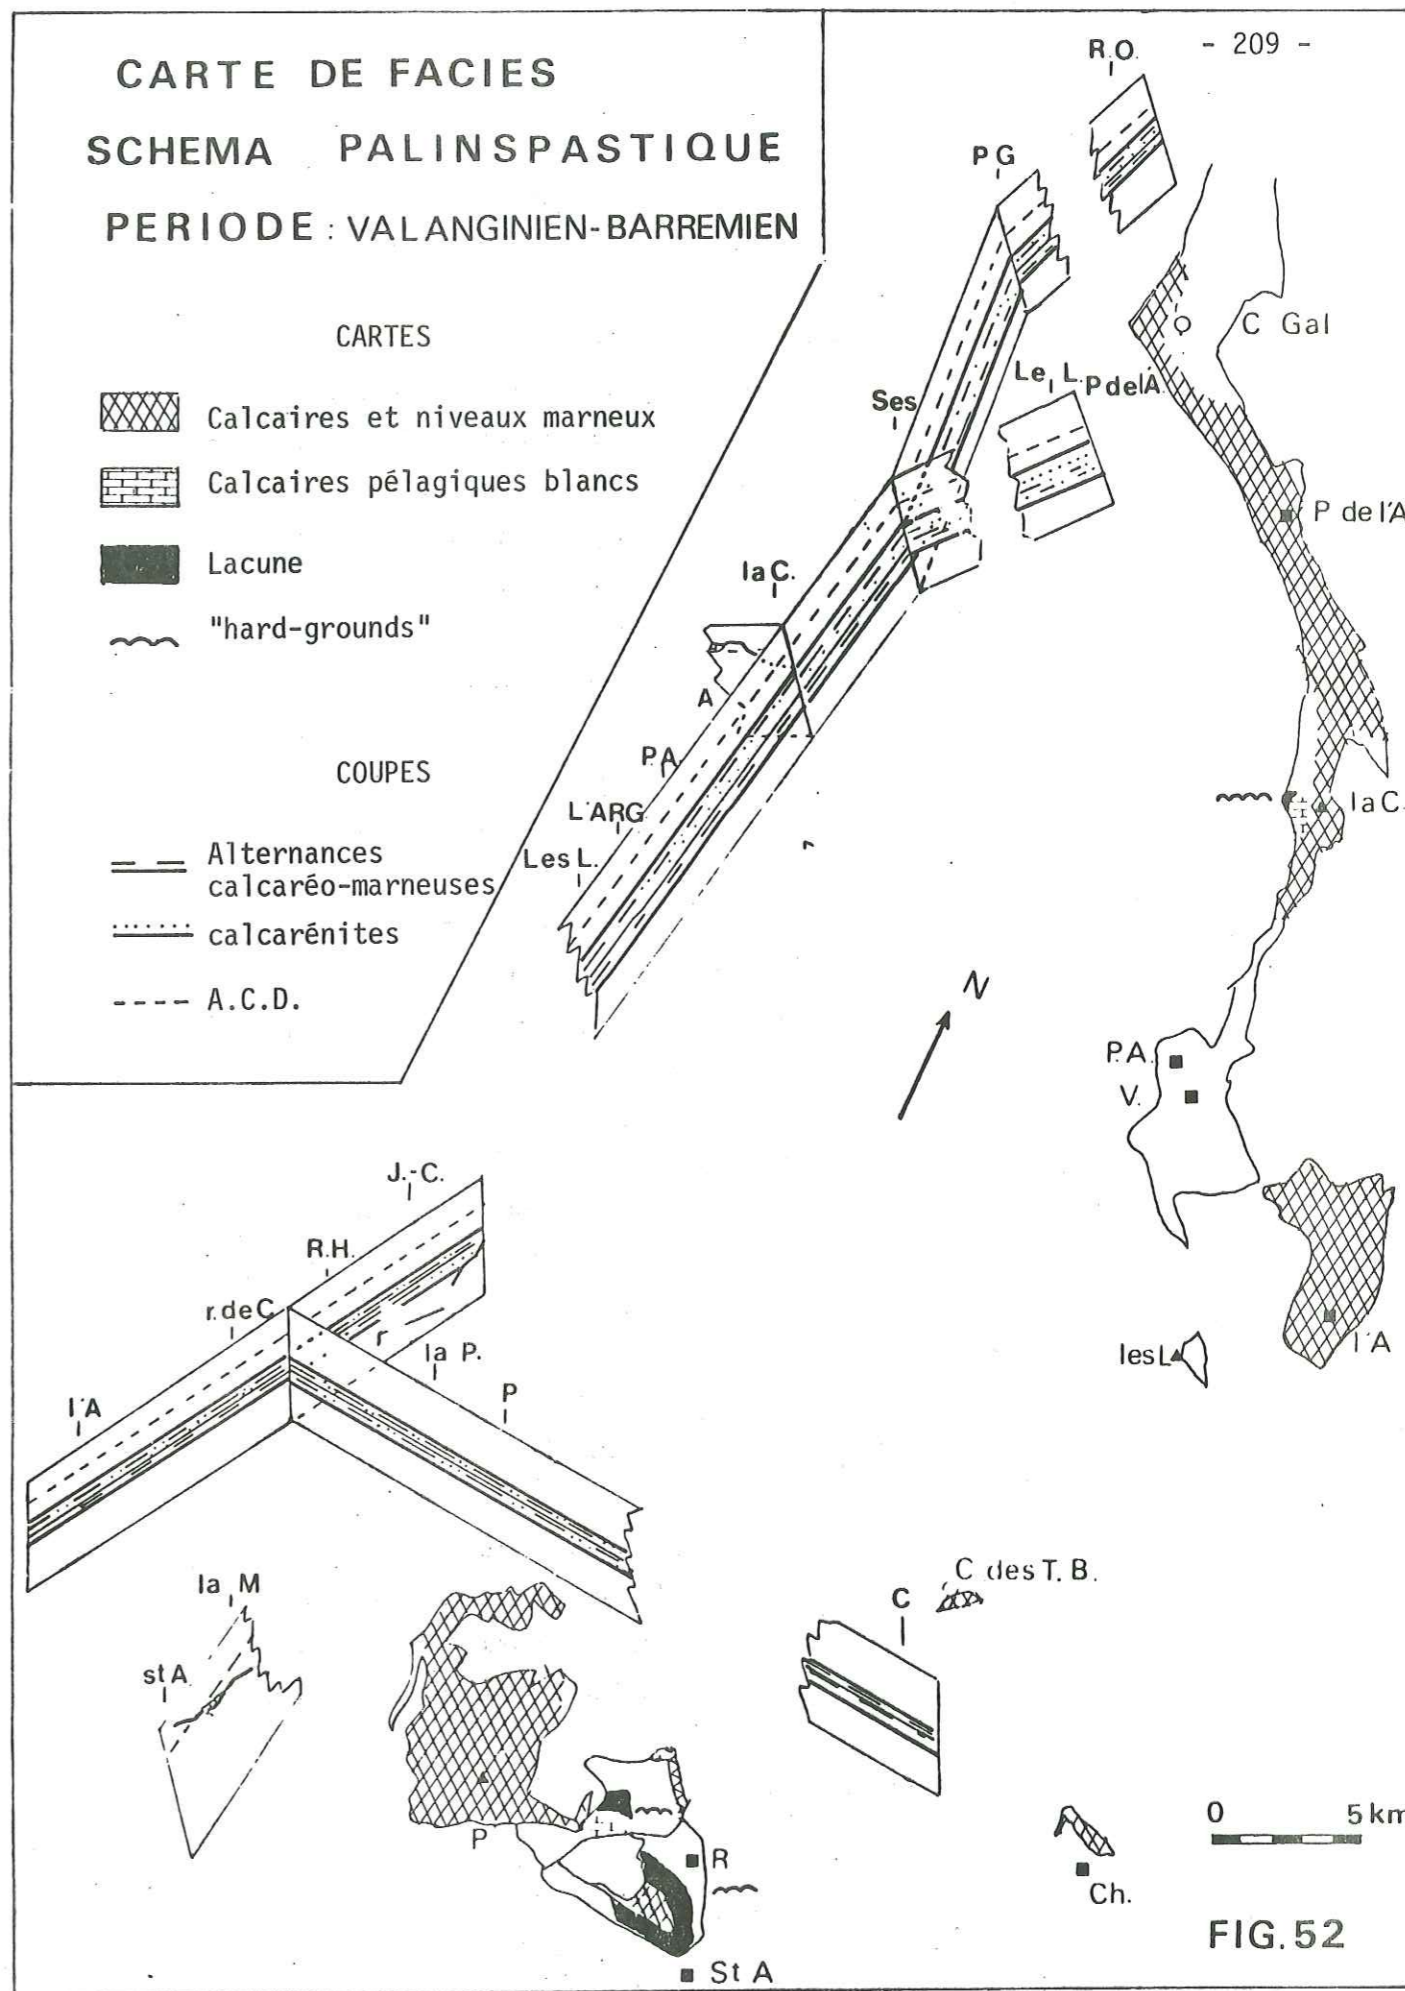 - 209 -
CARTE DE FACIES
SCHEMA PALINSPASTIQUE
PERIODE : VALANGINIEN-BARREMIEN
CARTES
Calcaires et niveaux marneux
Calcaires pélagiques blancs
Lacune
"hard-grounds"
COUPES
Alternances
calcaréo-marneuses
calcarénites
A.C.D.
R.O.
P G
C Gal
Le L.
P de l'A.
Ses
P de l'A
la C.
A
la C.
P.A.
L'ARG
Les L.
N
P.A.
V.
J.-C.
R.H.
r. de C.
la P.
P
l'A
les L
l'A
la M
st A
C
C des T.B.
P
R
St A
Ch.
0 5 km
FIG. 52